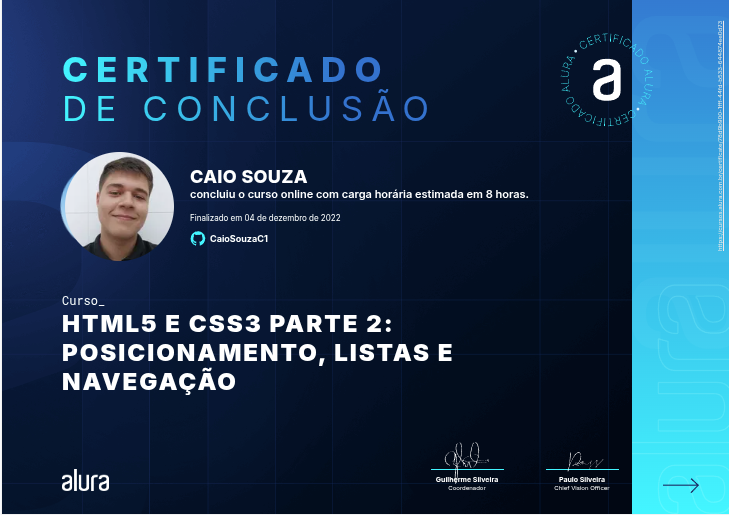 CERTIFICADO
DE CONCLUSÃO
CERTIFICADO ALURA • CERTIFICADO ALURA •
a
CAIO SOUZA
concluiu o curso online com carga horária estimada em 8 horas.
Finalizado em 04 de dezembro de 2022
CaioSouzaC1
Curso_
HTML5 E CSS3 PARTE 2:
POSICIONAMENTO, LISTAS E
NAVEGAÇÃO
alura
Guilherme Silveira
Coordenador
Paulo Silveira
Chief Vision Officer
alura